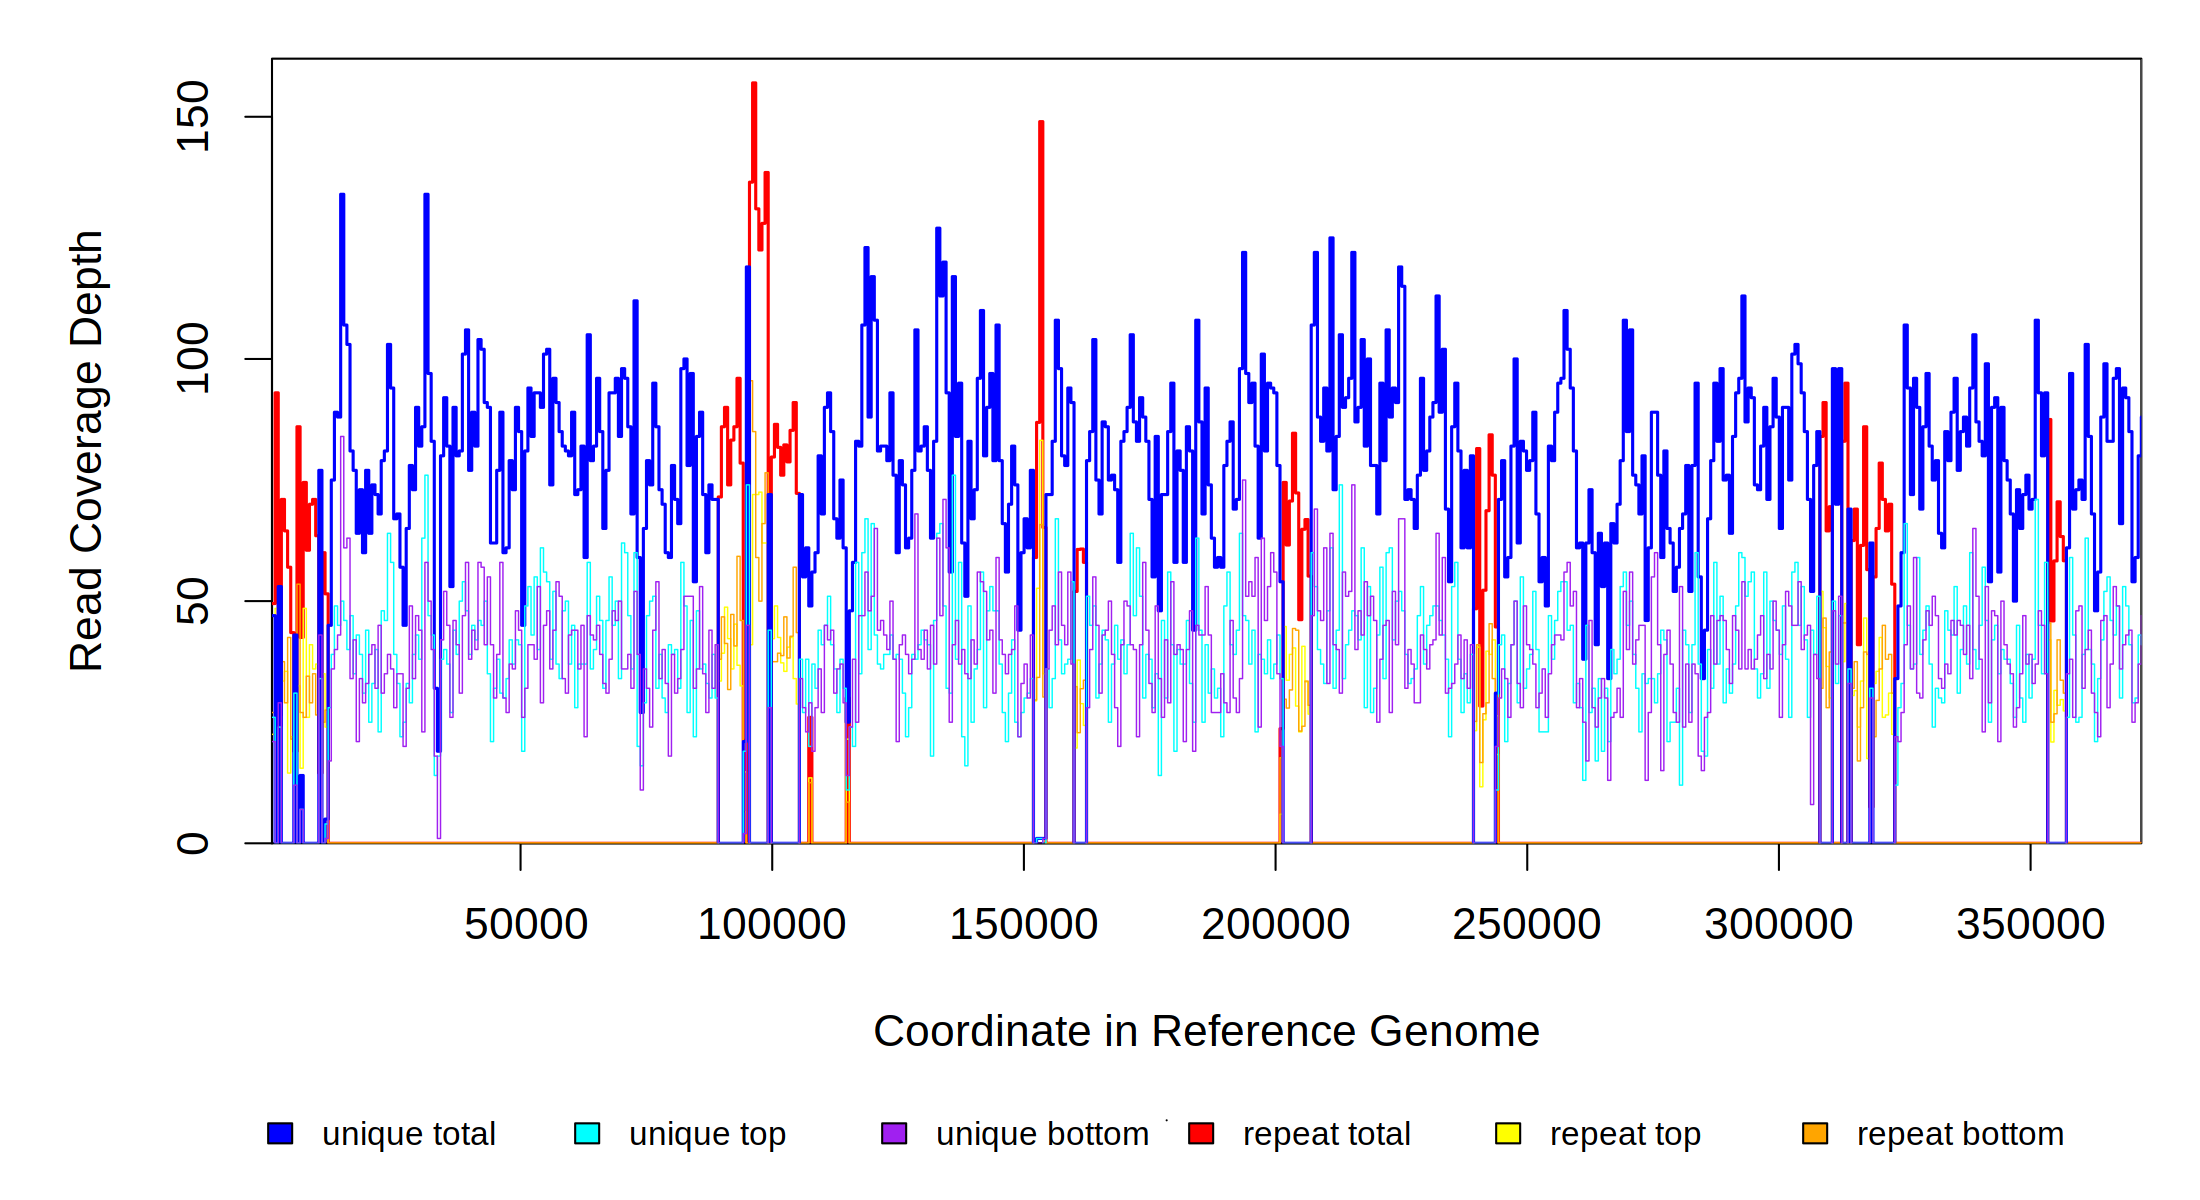 150
100
50
0
Read Coverage Depth
50000 100000 150000 200000 250000 300000 350000
Coordinate in Reference Genome
unique total unique top unique bottom repeat total repeat top repeat bottom